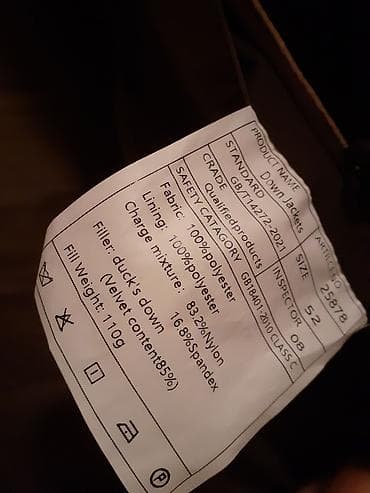 PRODUCT NAME Down Jackets ARTICLE NO 25878
STANDARD GB/T14272-2021 SIZE 52
CRADE Qualifiedproducts INSPECTOR 08
SAFETY CATAGORY GB18401-2010 CLASS C
Fabric: 100%polyester
Lining: 100%polyester
Charge mixture: 83.2%Nylon
16.8%Spandex
Filler: duck's down
(Velvet content85%)
Fill Weight: 110g
P